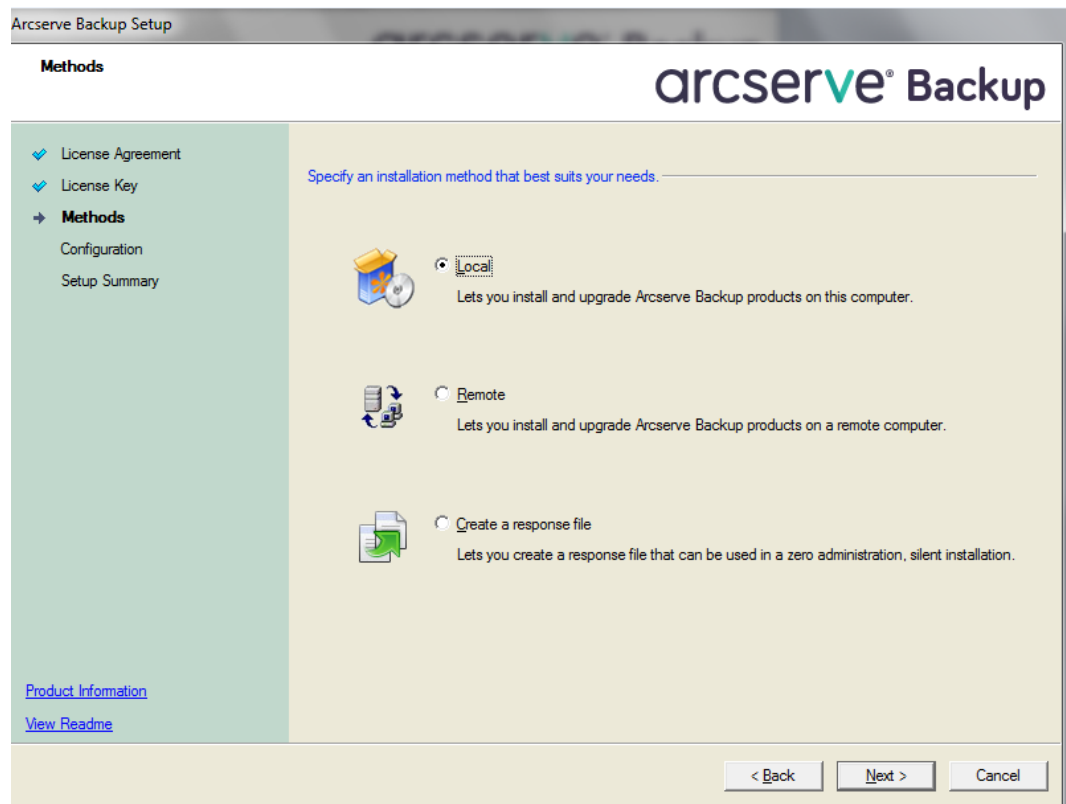 Arcserve Backup Setup
Methods
arcserve® Backup
License Agreement
License Key
Methods
Configuration
Setup Summary
Specify an installation method that best suits your needs.
Local
Lets you install and upgrade Arcserve Backup products on this computer.
Remote
Lets you install and upgrade Arcserve Backup products on a remote computer.
Create a response file
Lets you create a response file that can be used in a zero administration, silent installation.
Product Information
View Readme
< Back
Next >
Cancel